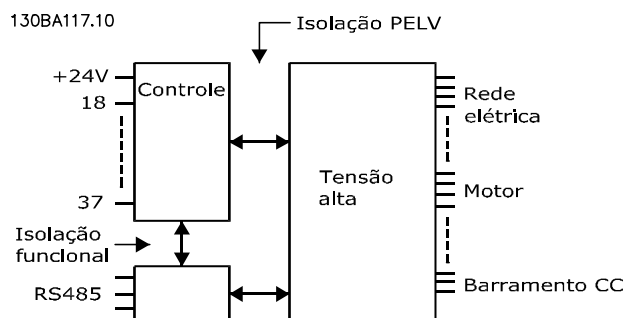 130BA117.10
Isolação PELV
+24V
Controle
18
37
Rede
elétrica
Tensão
alta
Motor
Isolação
funcional
RS485
Barramento CC